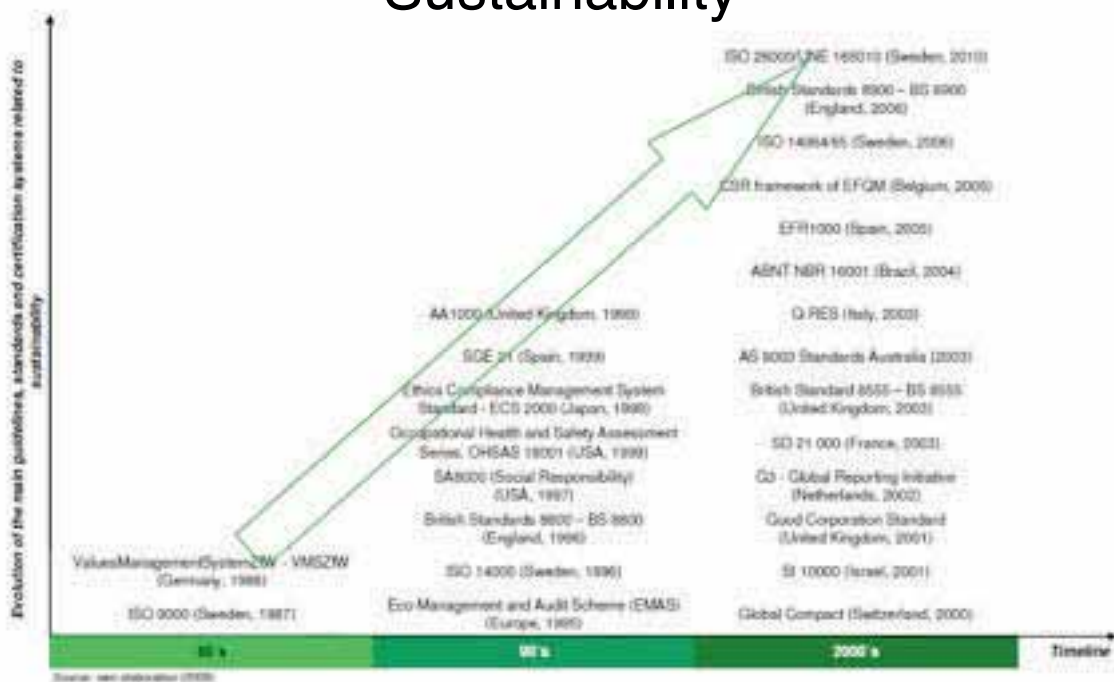 Sustainability
Evolution of the main guidelines, standards and certification systems related to
sustainability
ISO 26000/UNE 165010 (Sweden, 2010)
British Standards 8900 – BS 8900
(England, 2006)
ISO 14064/65 (Sweden, 2006)
CSR framework of EFQM (Belgium,
EFR1000 (Spain, 2005)
ABNT NBR 16001 (Brazil, 2004)
AA1000 (United Kingdom, 1999)
Q RES (Italy,
SGE 21 (Spain, 1999)
AS 8003 Standards Australia (2003)
Ethics Compliance Management System
Standard - ECS 2000 (Japan,
British Standard 8555 – BS 8555
(United Kingdom, 2003)
Occupational Health and Safety Assessment
Series, OHSAS 18001 (USA, 1999)
SD 21 000 (France, 2003)
SA8000 (Social Responsibility)
(USA, 1997)
- Global Reporting Initiative
(Netherlands, 2002)
British Standards 8800 – BS 8800
(England, 1996)
Good Corporation Standard
(United Kingdom, 2001)
ValuesManagementSystem - VMSZfW
(Germany,
ISO 14000 (Sweden, 1996)
SI 10000 (Israel, 2001)
ISO 9000 (Sweden, 1987)
Eco Management and Audit Scheme (EMAS)
(Europe, 1995)
Global Compact (Switzerland, 2000)
80´s
90´s
2000´s
Timeline
Source: own elaboration